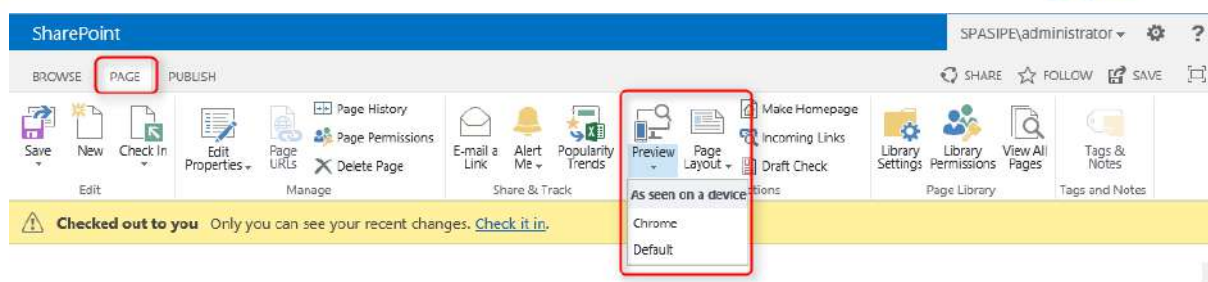 SharePoint
SPASIPE\administrator
?
BROWSE
PAGE
PUBLISH
SHARE
FOLLOW
SAVE
Save
New
Check In
Edit
Properties
Page
URLs
Page History
Page Permissions
Delete Page
E-mail a
Link
Alert
Me
Popularity
Trends
Preview
Page
Layout
Make Homepage
Incoming Links
Draft Check
Library
Settings
Library
Permissions
View All
Pages
Tags &
Notes
Edit
Manage
Share & Track
tions
Page Library
Tags and Notes
As seen on a device
Chrome
Default
Checked out to you Only you can see your recent changes. Check it in.